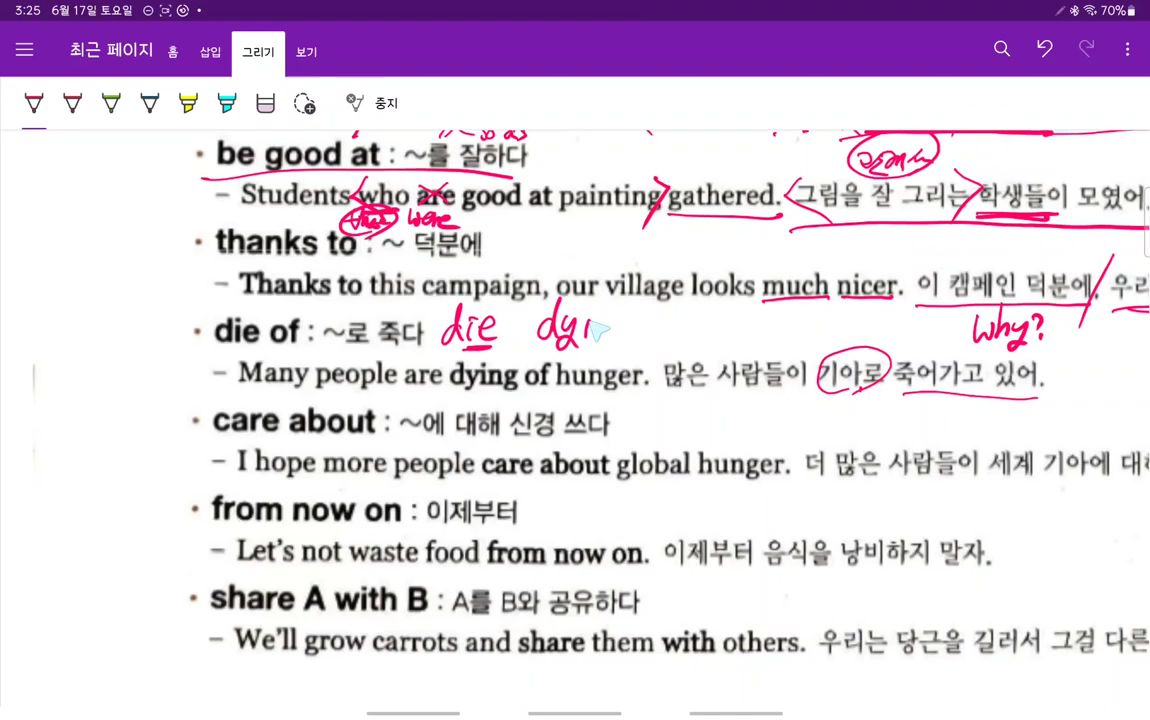 3:25 6월 17일 토요일 70%
최근 페이지 홈 삽입 그리기 보기
중지
• be good at : ~를 잘하다
관계사
– Students who are good at painting gathered. 그림을 잘 그리는 학생들이 모였어
that were
• thanks to : ~ 덕분에
– Thanks to this campaign, our village looks much nicer. 이 캠페인 덕분에, 우리
• die of : ~로 죽다 die dyi why?
– Many people are dying of hunger. 많은 사람들이 기아로 죽어가고 있어.
• care about : ~에 대해 신경 쓰다
– I hope more people care about global hunger. 더 많은 사람들이 세계 기아에 대
• from now on : 이제부터
– Let's not waste food from now on. 이제부터 음식을 낭비하지 말자.
• share A with B : A를 B와 공유하다
– We'll grow carrots and share them with others. 우리는 당근을 길러서 그걸 다른